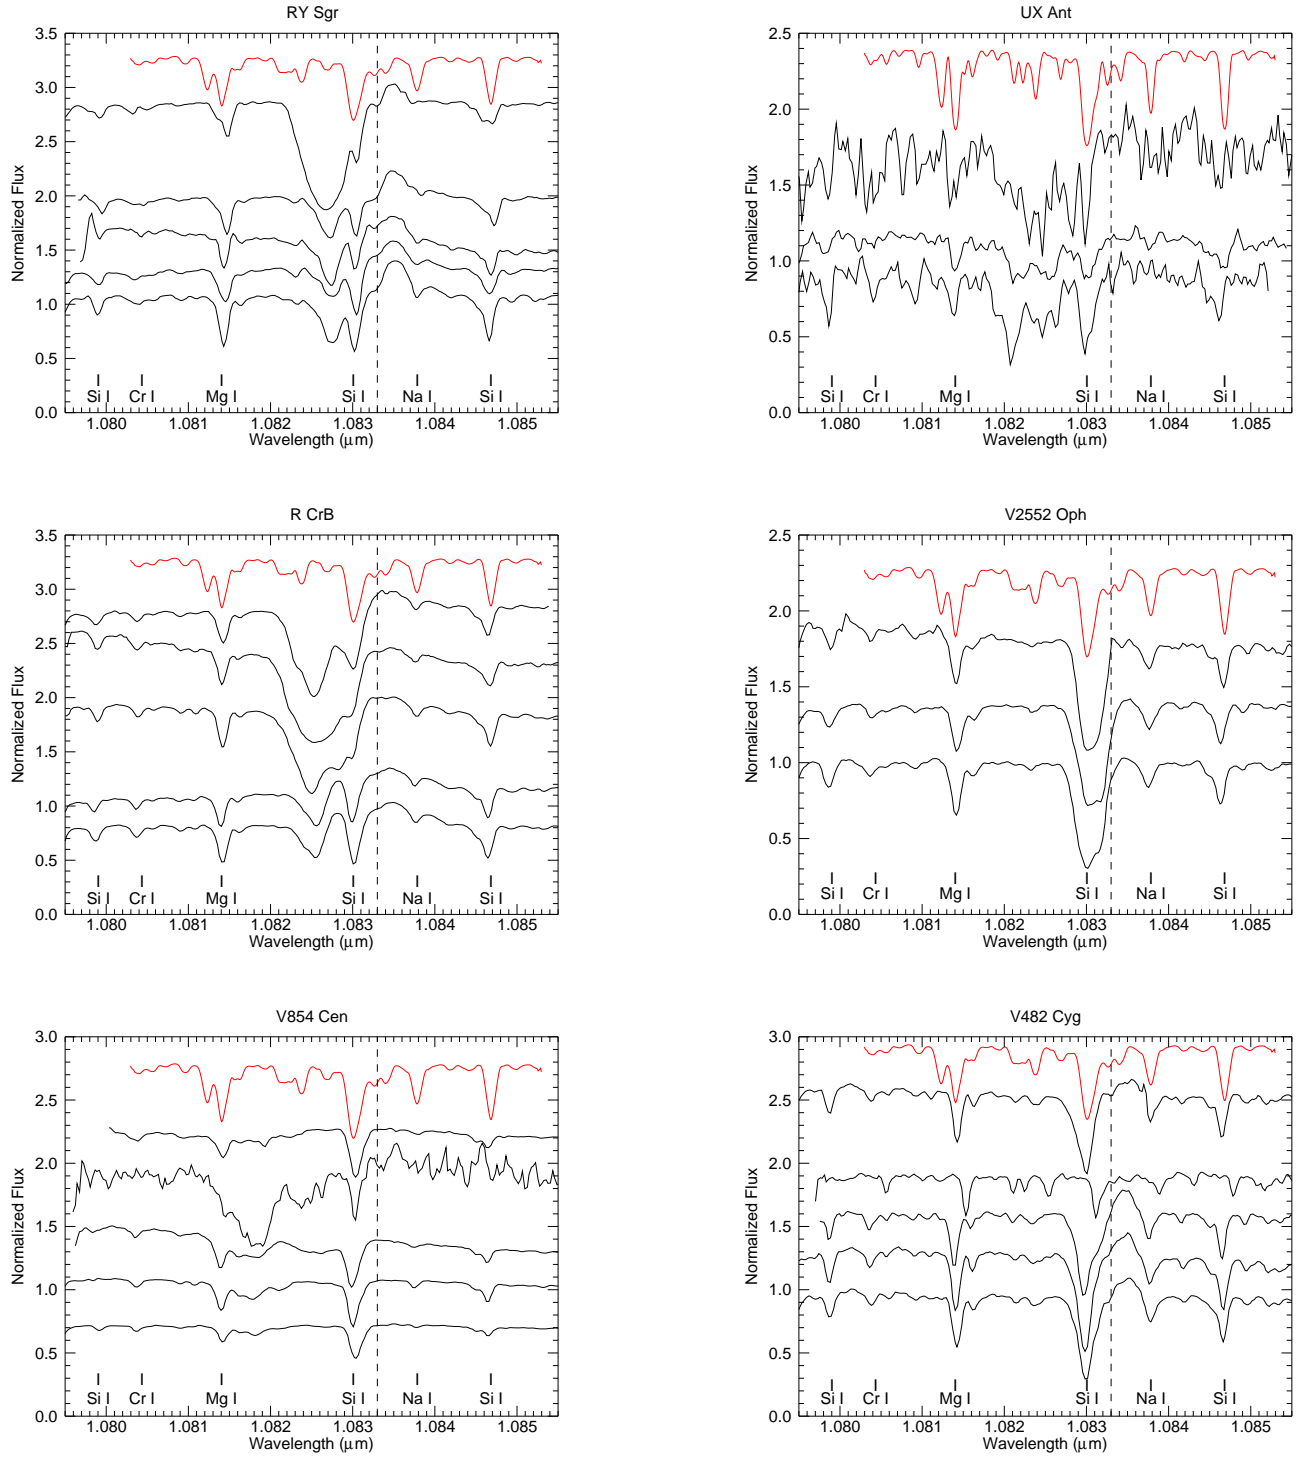 RY Sgr
3.5
3.0
2.5
2.0
1.5
1.0
0.5
0.0
Normalized Flux
Si I Cr I Mg I Si I Na I Si I
1.080 1.081 1.082 1.083 1.084 1.085
Wavelength (μm)
UX Ant
2.5
2.0
1.5
1.0
0.5
0.0
Normalized Flux
Si I Cr I Mg I Si I Na I Si I
1.080 1.081 1.082 1.083 1.084 1.085
Wavelength (μm)
R CrB
3.5
3.0
2.5
2.0
1.5
1.0
0.5
0.0
Normalized Flux
Si I Cr I Mg I Si I Na I Si I
1.080 1.081 1.082 1.083 1.084 1.085
Wavelength (μm)
V2552 Oph
2.5
2.0
1.5
1.0
0.5
0.0
Normalized Flux
Si I Cr I Mg I Si I Na I Si I
1.080 1.081 1.082 1.083 1.084 1.085
Wavelength (μm)
V854 Cen
3.0
2.5
2.0
1.5
1.0
0.5
0.0
Normalized Flux
Si I Cr I Mg I Si I Na I Si I
1.080 1.081 1.082 1.083 1.084 1.085
Wavelength (μm)
V482 Cyg
3.0
2.5
2.0
1.5
1.0
0.5
0.0
Normalized Flux
Si I Cr I Mg I Si I Na I Si I
1.080 1.081 1.082 1.083 1.084 1.085
Wavelength (μm)